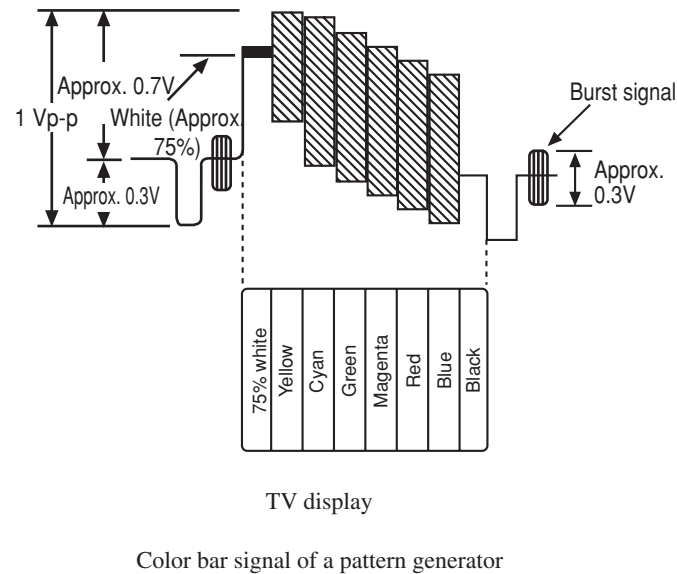 Approx. 0.7V
1 Vp-p
White (Approx.
75%)
Approx. 0.3V
Burst signal
Approx.
0.3V
75% white
Yellow
Cyan
Green
Magenta
Red
Blue
Black
TV display
Color bar signal of a pattern generator